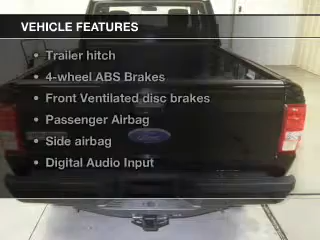 VEHICLE FEATURES
• Trailer hitch
• 4-wheel ABS Brakes
• Front Ventilated disc brakes
• Passenger Airbag
• Side airbag
• Digital Audio Input